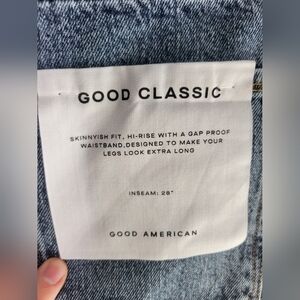 GOOD CLASSIC
SKINNYISH FIT, HI-RISE WITH A GAP PROOF
WAISTBAND, DESIGNED TO MAKE YOUR
LEGS LOOK EXTRA LONG
INSEAM: 28"
GOOD AMERICAN